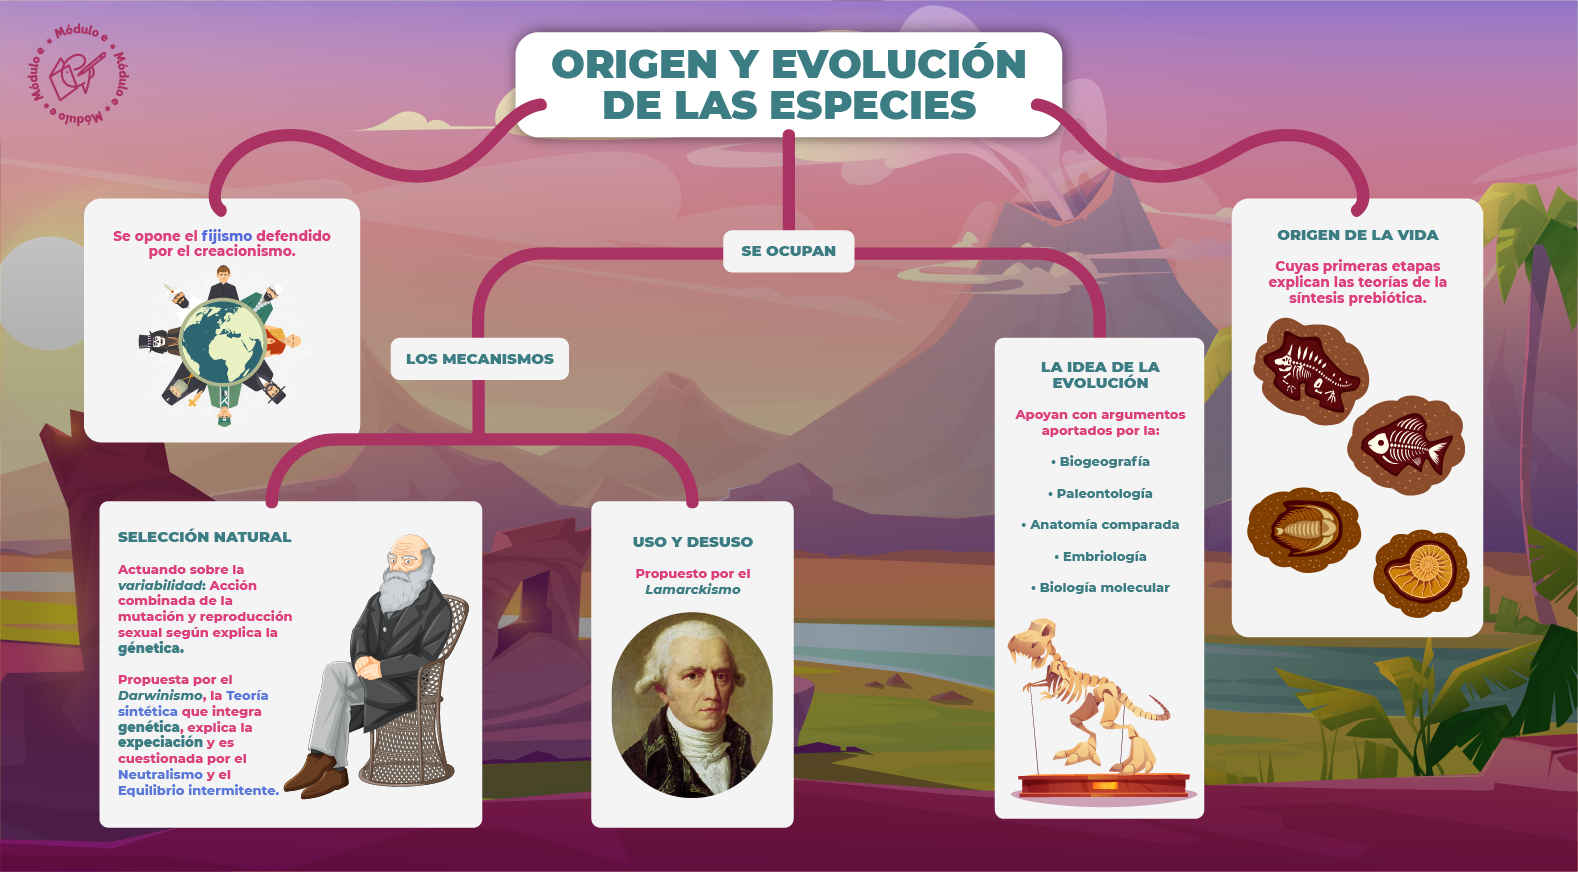 Módulo e * Módulo e * Módulo e * Módulo e *
ORIGEN Y EVOLUCIÓN
DE LAS ESPECIES
Se opone el fijismo defendido
por el creacionismo.
SE OCUPAN
ORIGEN DE LA VIDA
Cuyas primeras etapas
explican las teorías de la
síntesis prebiótica.
LOS MECANISMOS
LA IDEA DE LA
EVOLUCIÓN
Apoyan con argumentos
aportados por la:
• Biogeografía
• Paleontología
• Anatomía comparada
• Embriología
• Biología molecular
SELECCIÓN NATURAL
Actuando sobre la
variabilidad: Acción
combinada de la
mutación y reproducción
sexual según explica la
génetica.
Propuesta por el
Darwinismo, la Teoría
sintética que integra
genética, explica la
expeciación y es
cuestionada por el
Neutralismo y el
Equilibrio intermitente.
USO Y DESUSO
Propuesto por el
Lamarckismo